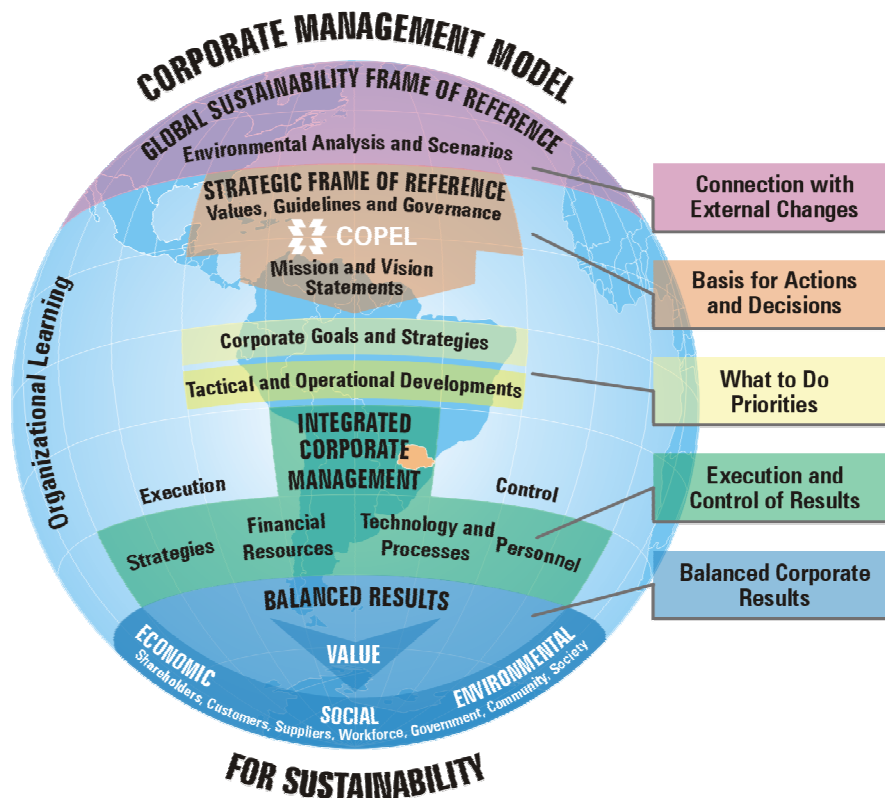 CORPORATE MANAGEMENT MODEL
GLOBAL SUSTAINABILITY FRAME OF REFERENCE
Environmental Analysis and Scenarios
STRATEGIC FRAME OF REFERENCE
Values, Guidelines and Governance
COPEL
Mission and Vision
Statements
Corporate Goals and Strategies
Tactical and Operational Developments
INTEGRATED
CORPORATE
MANAGEMENT
Organizational Learning
Execution
Control
Strategies
Financial
Resources
Technology and
Processes
Personnel
BALANCED RESULTS
VALUE
ECONOMIC
SOCIAL
ENVIRONMENTAL
Shareholders, Customers, Suppliers, Workforce, Government, Community, Society
FOR SUSTAINABILITY
Connection with
External Changes
Basis for Actions
and Decisions
What to Do
Priorities
Execution and
Control of Results
Balanced Corporate
Results